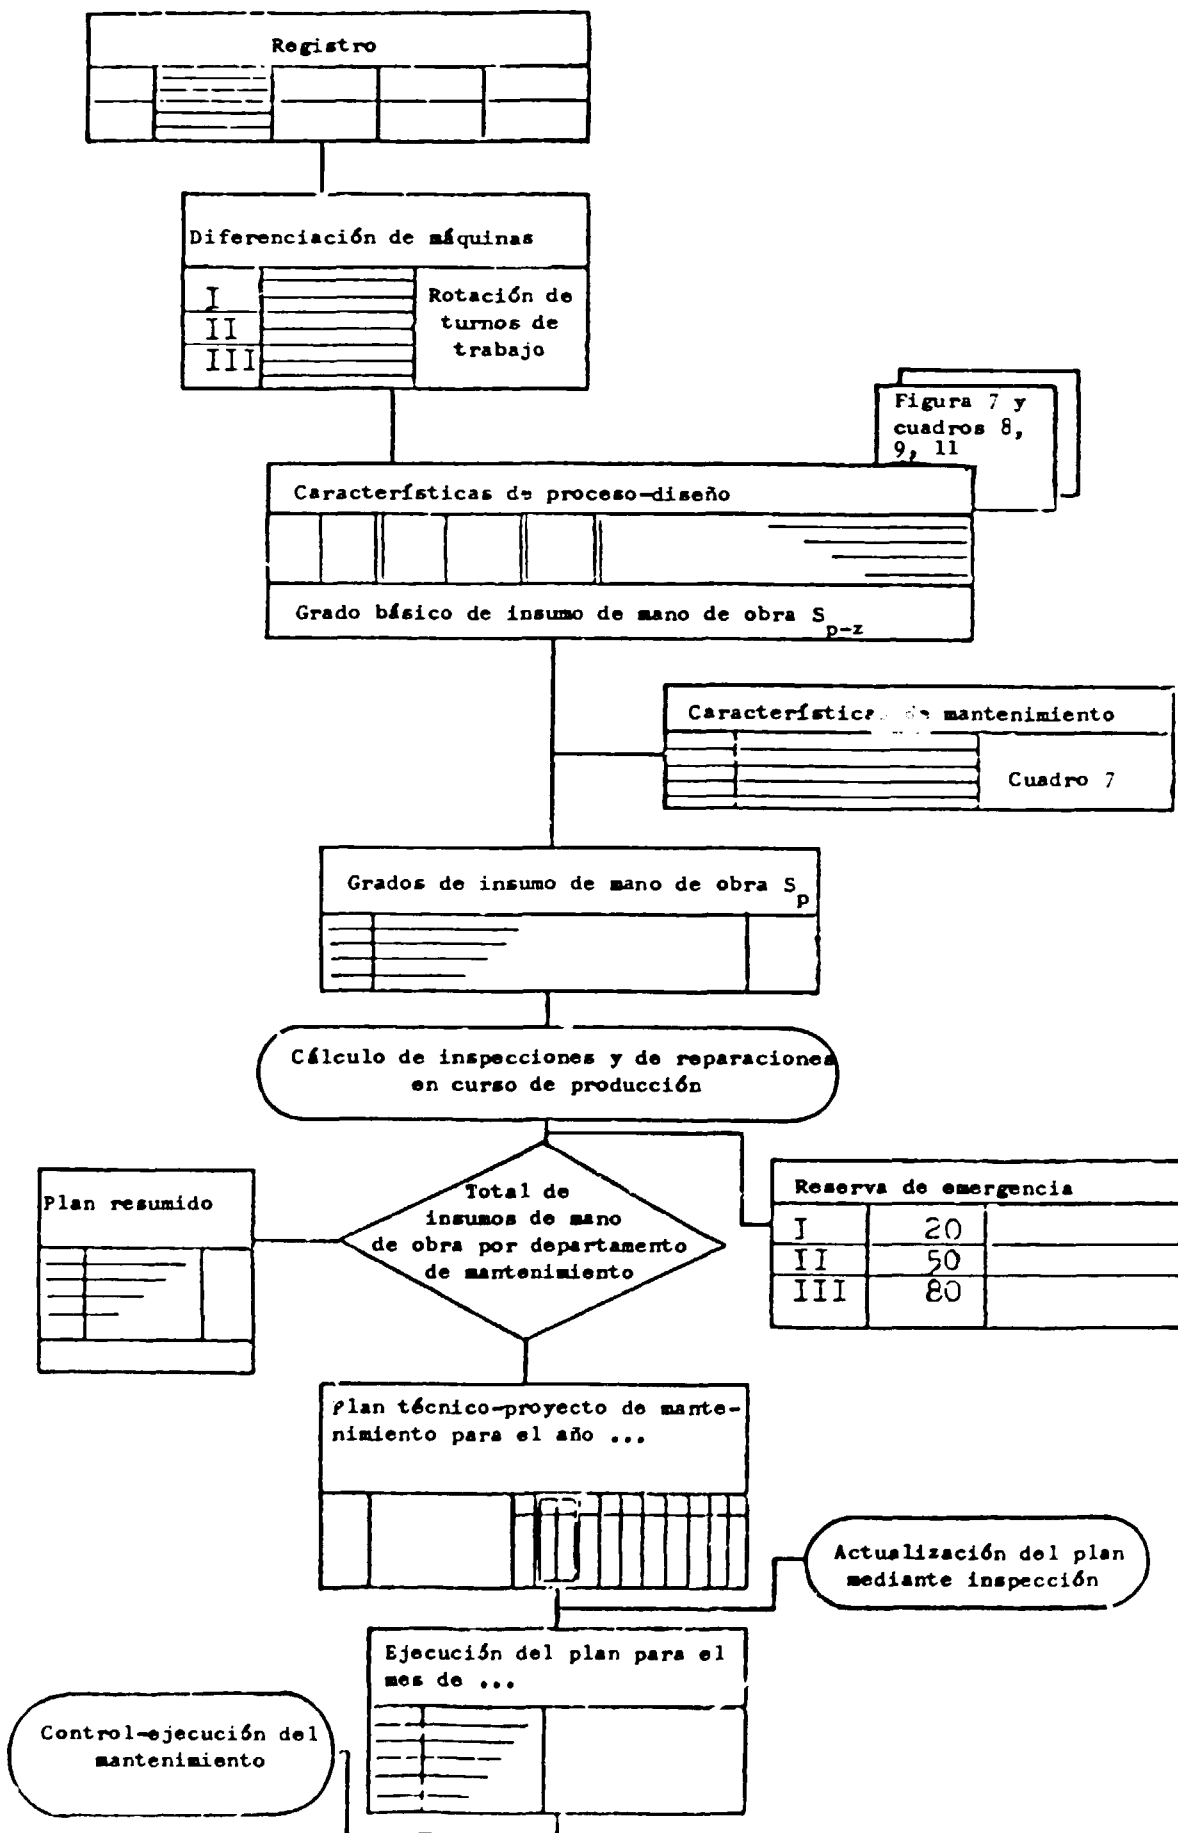 Registro
Diferenciación de máquinas
I
II
III
Rotación de
turnos de
trabajo
Figura 7 y
cuadros 8,
9, 11
Características de proceso-diseño
Grado básico de insumo de mano de obra S p-z
Características de mantenimiento
Cuadro 7
Grados de insumo de mano de obra S p
Cálculo de inspecciones y de reparaciones
en curso de producción
Plan resumido
Total de
insumos de mano
de obra por departamento
de mantenimiento
Reserva de emergencia
I 20
II 50
III 80
Plan técnico-proyecto de mante-
nimiento para el año ...
Actualización del plan
mediante inspección
Ejecución del plan para el
mes de ...
Control-ejecución del
mantenimiento